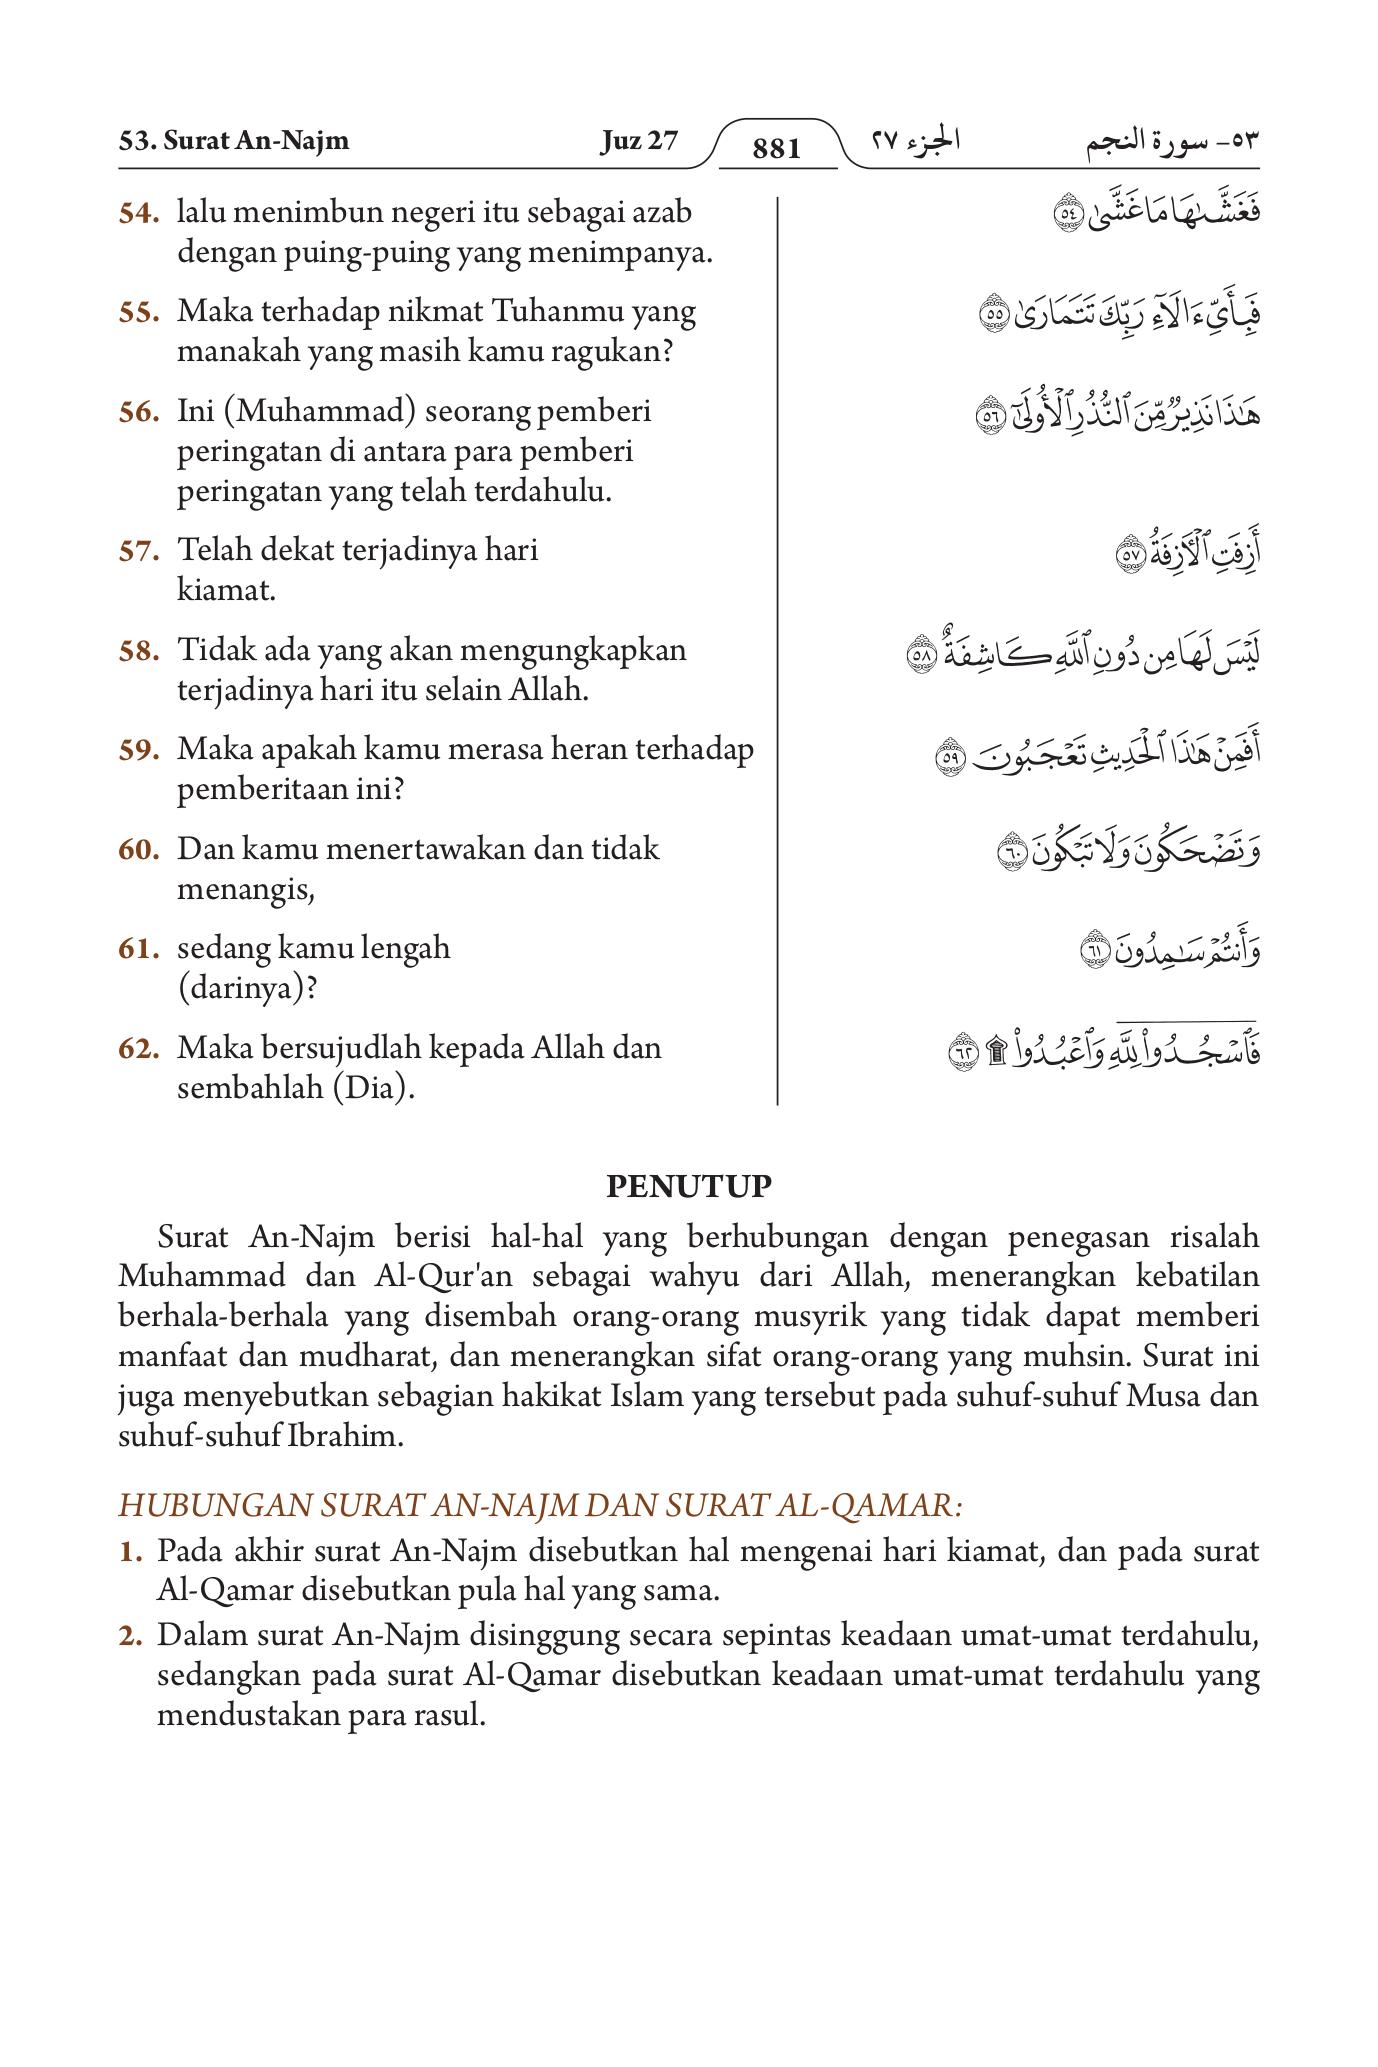 53. Surat An-Najm Juz 27 881 الجزء ٢٧ ٥٣- سورة النجم
54. lalu menimbun negeri itu sebagai azab
dengan puing-puing yang menimpanya.
فَغَشَّىٰهَا مَا غَشَّىٰ ٥٤
55. Maka terhadap nikmat Tuhanmu yang
manakah yang masih kamu ragukan?
فَبِأَيِّ ءَالَآءِ رَبِّكَ تَتَمَارَىٰ ٥٥
56. Ini (Muhammad) seorang pemberi
peringatan di antara para pemberi
peringatan yang telah terdahulu.
هَٰذَا نَذِيرٌ مِّنَ ٱلنُّذُرِ ٱلْأُولَىٰٓ ٥٦
57. Telah dekat terjadinya hari
kiamat.
أَزِفَتِ ٱلْآزِفَةُ ٥٧
58. Tidak ada yang akan mengungkapkan
terjadinya hari itu selain Allah.
لَيْسَ لَهَا مِن دُونِ ٱللَّهِ كَاشِفَةٌ ٥٨
59. Maka apakah kamu merasa heran terhadap
pemberitaan ini?
أَفَمِنْ هَٰذَا ٱلْحَدِيثِ تَعْجَبُونَ ٥٩
60. Dan kamu menertawakan dan tidak
menangis,
وَتَضْحَكُونَ وَلَا تَبْكُونَ ٦٠
61. sedang kamu lengah
(darinya)?
وَأَنتُمْ سَٰمِدُونَ ٦١
62. Maka bersujudlah kepada Allah dan
sembahlah (Dia).
فَٱسْجُدُوا۟ لِلَّهِ وَٱعْبُدُوا۟ ۩ ٦٢
PENUTUP
Surat An-Najm berisi hal-hal yang berhubungan dengan penegasan risalah
Muhammad dan Al-Qur'an sebagai wahyu dari Allah, menerangkan kebatilan
berhala-berhala yang disembah orang-orang musyrik yang tidak dapat memberi
manfaat dan mudharat, dan menerangkan sifat orang-orang yang muhsin. Surat ini
juga menyebutkan sebagian hakikat Islam yang tersebut pada suhuf-suhuf Musa dan
suhuf-suhuf Ibrahim.
HUBUNGAN SURAT AN-NAJM DAN SURAT AL-QAMAR:
1. Pada akhir surat An-Najm disebutkan hal mengenai hari kiamat, dan pada surat
Al-Qamar disebutkan pula hal yang sama.
2. Dalam surat An-Najm disinggung secara sepintas keadaan umat-umat terdahulu,
sedangkan pada surat Al-Qamar disebutkan keadaan umat-umat terdahulu yang
mendustakan para rasul.